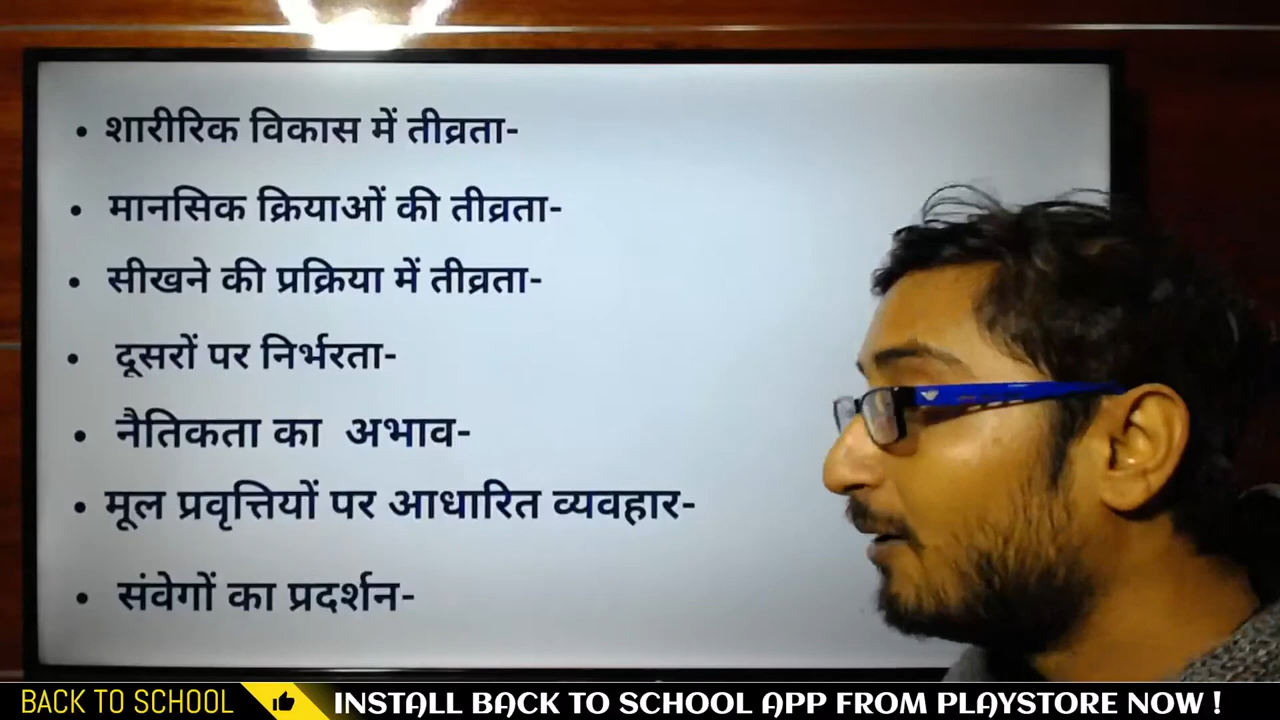 • शारीरिक विकास में तीव्रता-
• मानसिक क्रियाओं की तीव्रता-
• सीखने की प्रक्रिया में तीव्रता-
• दूसरों पर निर्भरता-
• नैतिकता का अभाव-
• मूल प्रवृत्तियों पर आधारित व्यवहार-
• संवेगों का प्रदर्शन-
BACK TO SCHOOL INSTALL BACK TO SCHOOL APP FROM PLAYSTORE NOW !